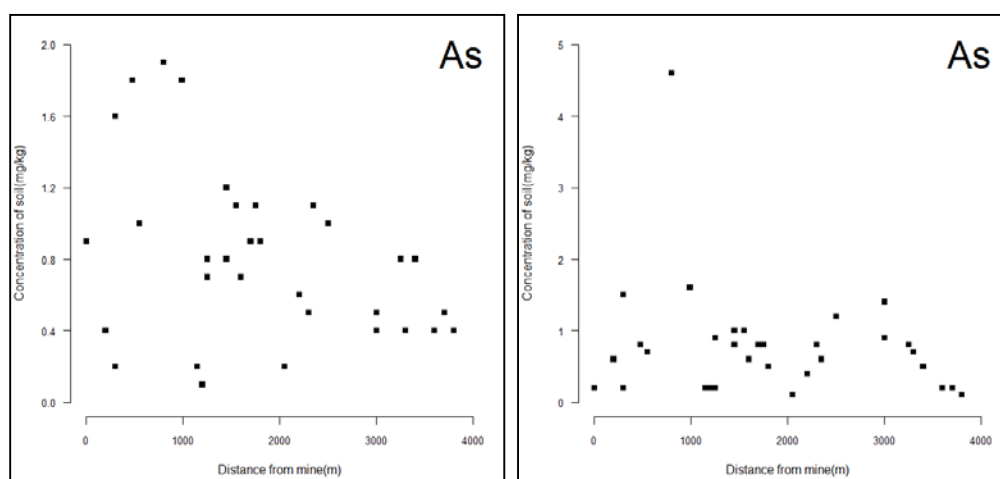 As
Concentration of soil(mg/kg)
2.0
1.6
1.2
0.8
0.4
0.0
0 1000 2000 3000 4000
Distance from mine(m)
As
Concentration of soil(mg/kg)
5
4
3
2
1
0
0 1000 2000 3000 4000
Distance from mine(m)